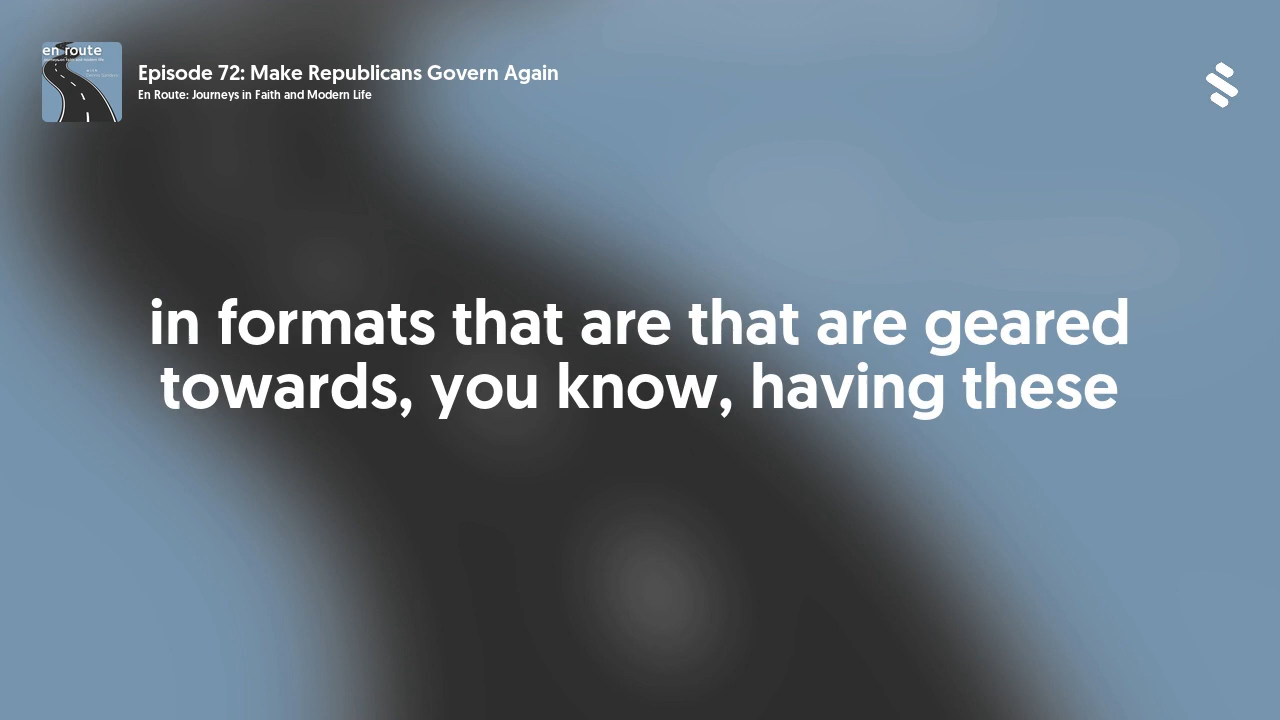 en route
Episode 72: Make Republicans Govern Again
En Route: Journeys in Faith and Modern Life
in formats that are that are geared
towards, you know, having these